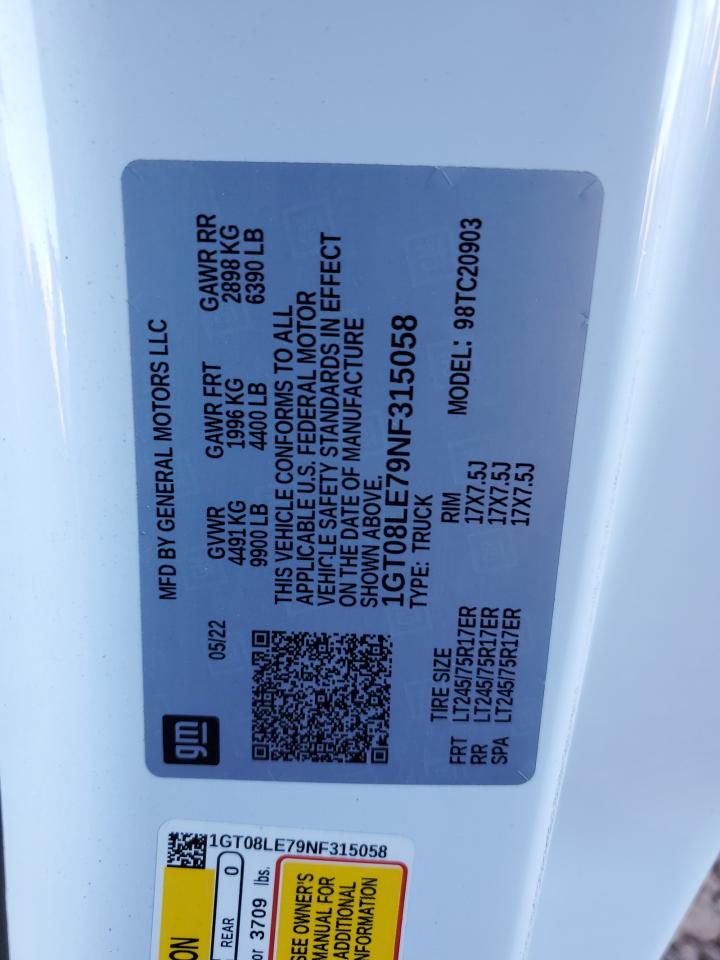 gm
MFD BY GENERAL MOTORS LLC
05/22
GVWR GAWR FRT GAWR RR
4491 KG 1996 KG 2898 KG
9900 LB 4400 LB 6390 LB
THIS VEHICLE CONFORMS TO ALL
APPLICABLE U.S. FEDERAL MOTOR
VEHICLE SAFETY STANDARDS IN EFFECT
ON THE DATE OF MANUFACTURE
SHOWN ABOVE.
1GT08LE79NF315058
TYPE: TRUCK MODEL: 98TC20903
TIRE SIZE RIM
FRT LT245/75R17ER 17X7.5J
RR LT245/75R17ER 17X7.5J
SPA LT245/75R17ER 17X7.5J
1GT08LE79NF315058
ON
REAR 0
or 3709 lbs.
SEE OWNER'S
MANUAL FOR
ADDITIONAL
INFORMATION